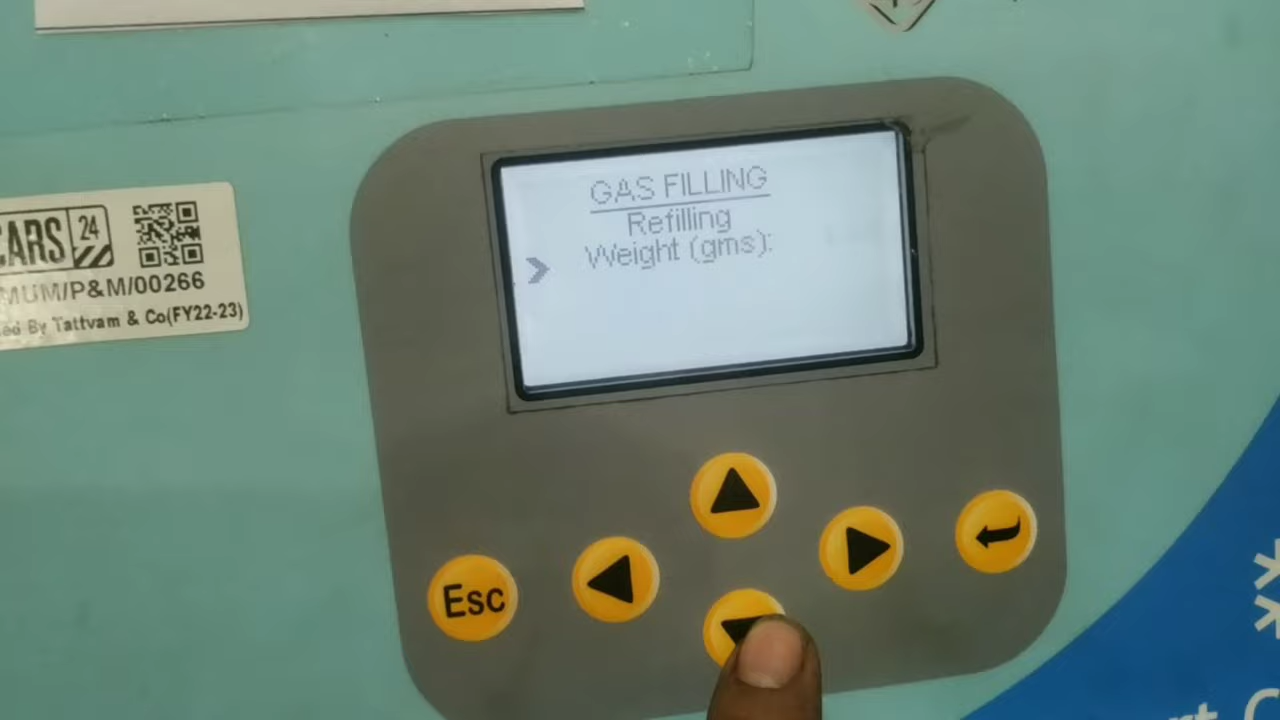 GAS FILLING
Refilling
Weight (gms):
CARS 24
MUM/P&M/00266
By Tattvam & Co(FY22-23)
Esc